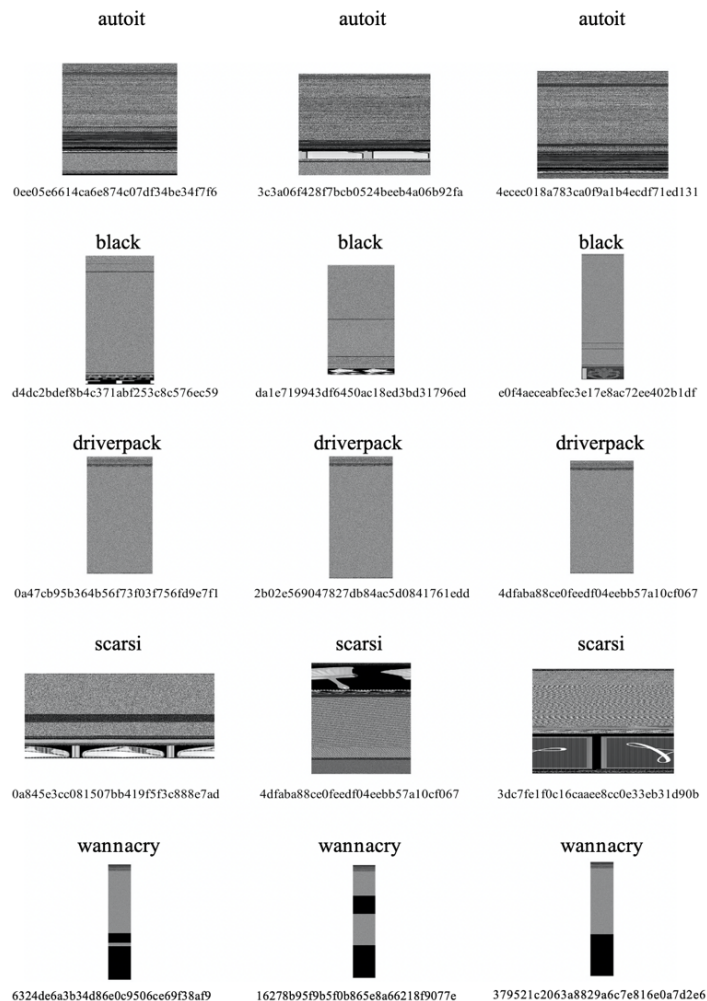 autoit autoit autoit
0ee05e6614ca6e874c07df34be34f7f6 3c3a06f428f7bcb0524beeb4a06b92fa 4ecec018a783ca0f9a1b4ecdf71ed131
black black black
d4dc2bdef8b4c371abf253c8c576ec59 da1e719943df6450ac18ed3bd31796ed e0f4aeceabfec3e17e8ac72ee402b1df
driverpack driverpack driverpack
0a47cb95b364b56f73f03f756fd9e7f1 2b02e569047827db84ac5d0841761edd 4dfaba88ce0feedf04eebb57a10cf067
scarsi scarsi scarsi
0a845e3cc081507bb419f5f3c888e7ad 4dfaba88ce0feedf04eebb57a10cf067 3dc7fe1f0c16caaee8cc0e33eb31d90b
wannacry wannacry wannacry
6324de6a3b34d86e0c9506ce69f38af9 16278b95f9b5f0b865e8a66218f9077e 379521c2063a8829a6c7e816e0a7d2e6